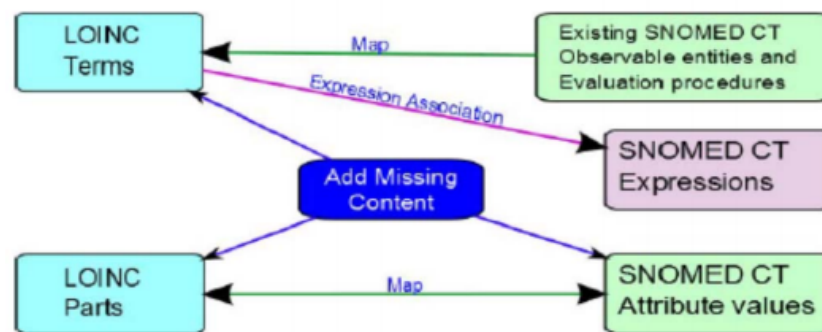 LOINC
Terms
Map
Existing SNOMED CT
Observable entities and
Evaluation procedures
Expression Association
SNOMED CT
Expressions
Add Missing
Content
LOINC
Parts
Map
SNOMED CT
Attribute values